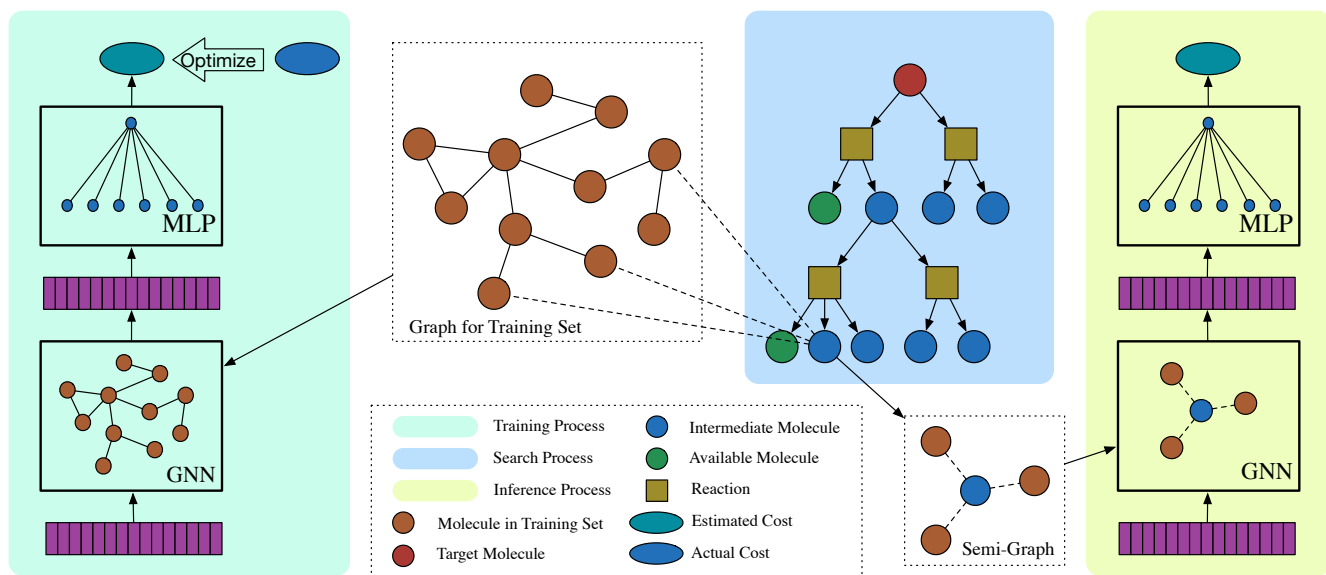 Optimize
MLP
GNN
Graph for Training Set
MLP
GNN
Semi-Graph
Training Process
Search Process
Inference Process
Molecule in Training Set
Target Molecule
Intermediate Molecule
Available Molecule
Reaction
Estimated Cost
Actual Cost